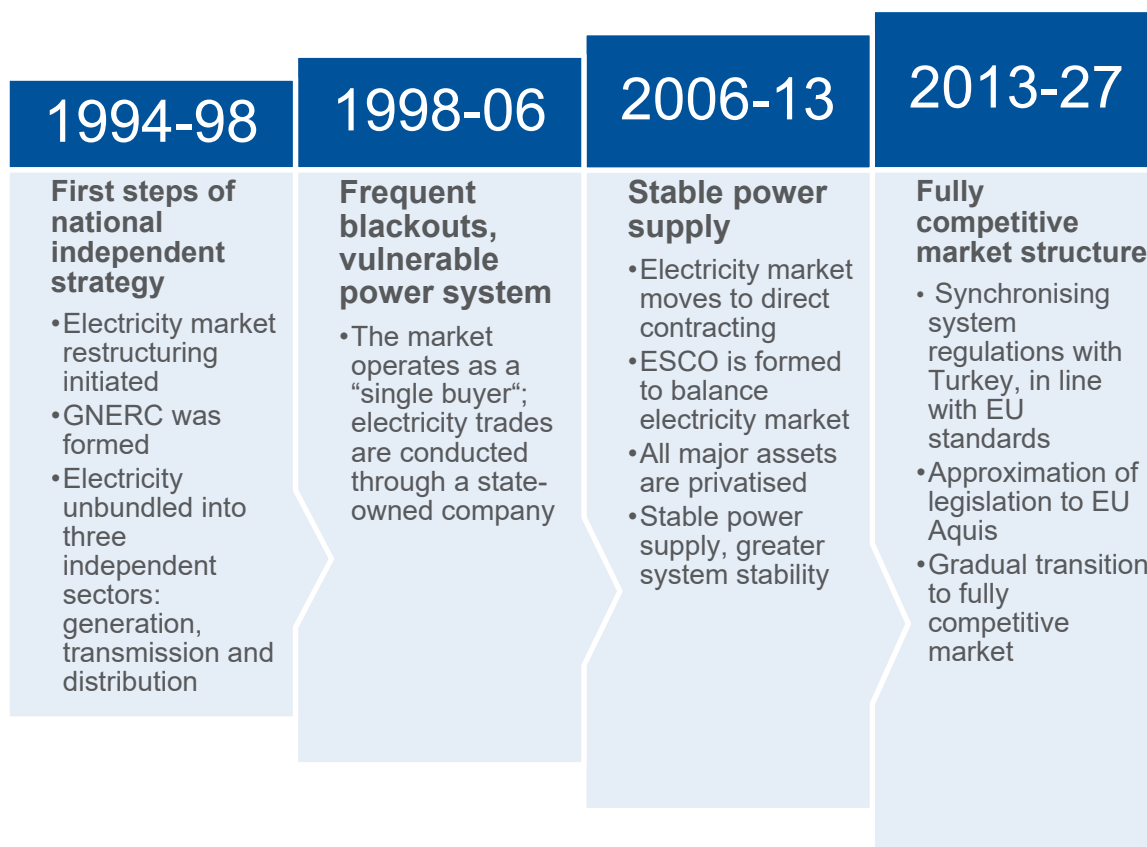 1994-98
First steps of
national
independent
strategy
•Electricity market
restructuring
initiated
•GNERC was
formed
•Electricity
unbundled into
three
independent
sectors:
generation,
transmission and
distribution
1998-06
Frequent
blackouts,
vulnerable
power system
•The market
operates as a
“single buyer“;
electricity trades
are conducted
through a state-
owned company
2006-13
Stable power
supply
•Electricity market
moves to direct
contracting
•ESCO is formed
to balance
electricity market
•All major assets
are privatised
•Stable power
supply, greater
system stability
2013-27
Fully
competitive
market structure
• Synchronising
system
regulations with
Turkey, in line
with EU
standards
•Approximation of
legislation to EU
Aquis
•Gradual transition
to fully
competitive
market